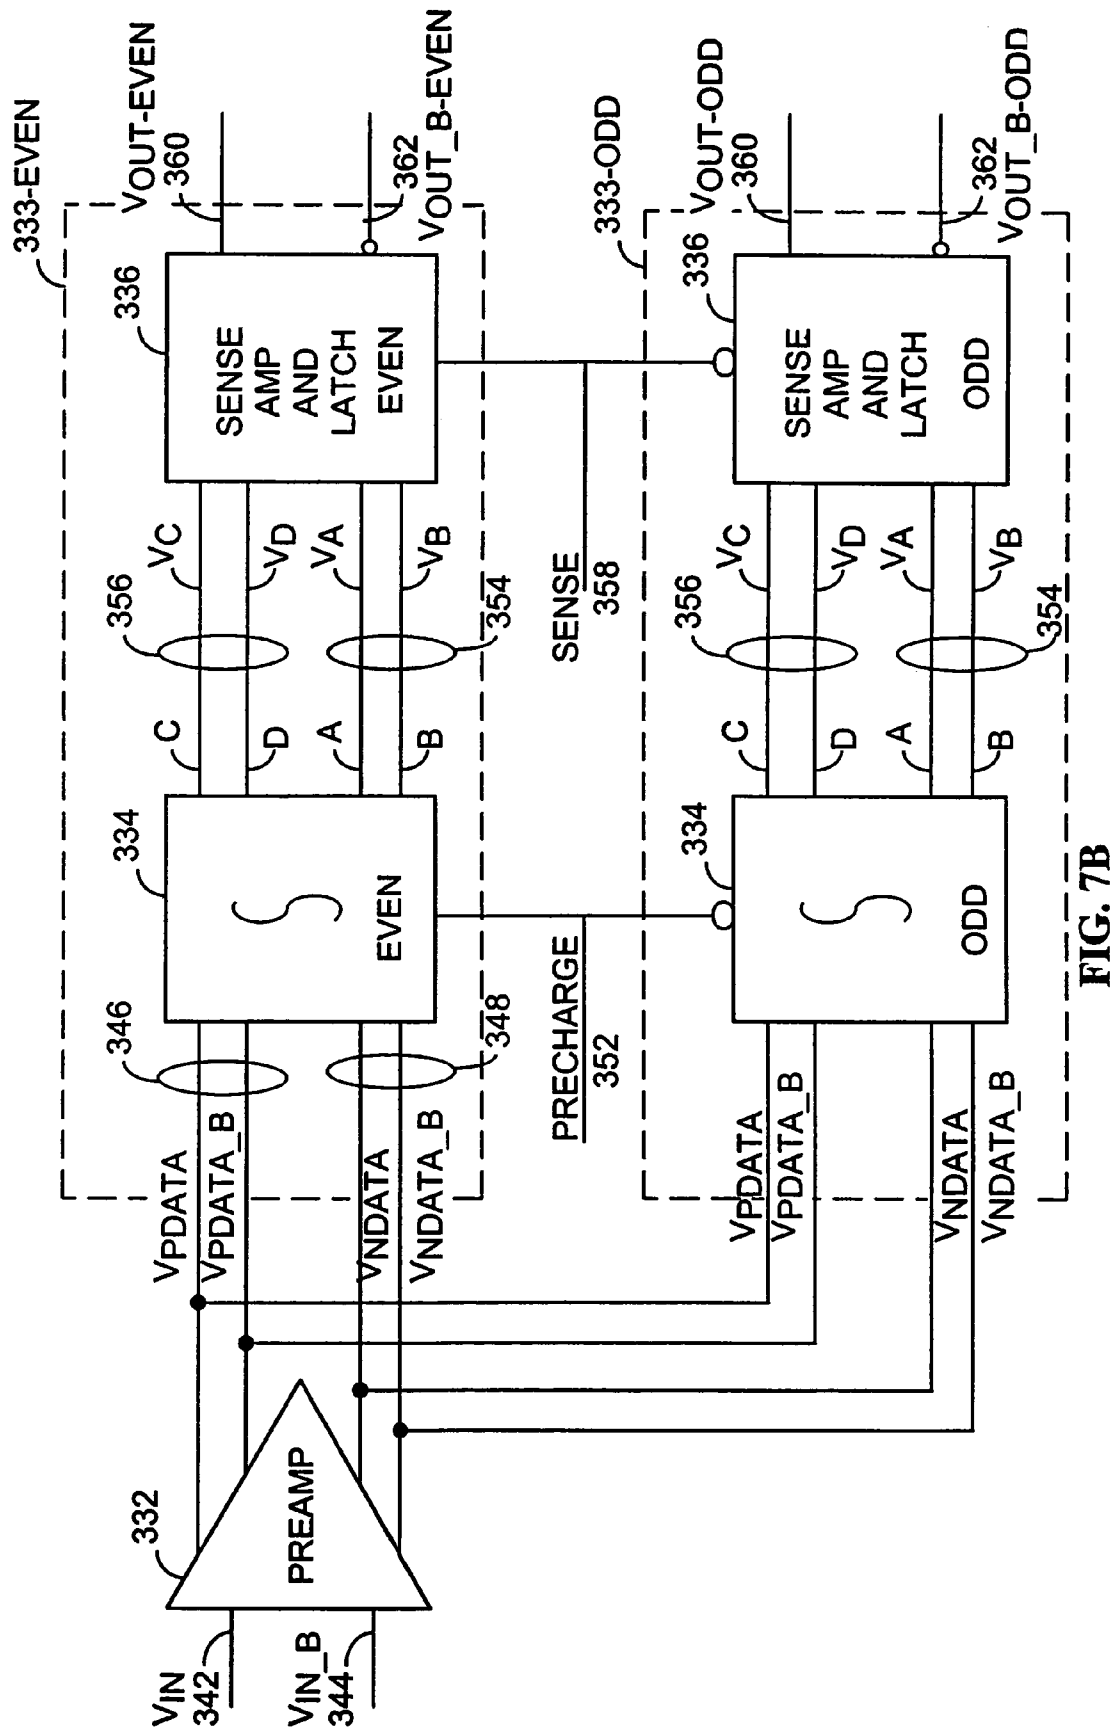 333-EVEN
VOUT-EVEN
360
362
VOUT_B-EVEN
336
SENSE
AMP
AND
LATCH
EVEN
VC
VD
VA
VB
356
354
C
D
A
B
334
∫
EVEN
346
348
VPDATA
VPDATA_B
VNDATA
VNDATA_B
332
PREAMP
VIN
342
VIN_B
344
SENSE
358
PRECHARGE
352
333-ODD
VOUT-ODD
360
362
VOUT_B-ODD
336
SENSE
AMP
AND
LATCH
ODD
VC
VD
VA
VB
356
354
C
D
A
B
334
∫
ODD
VPDATA
VPDATA_B
VNDATA
VNDATA_B
FIG. 7B